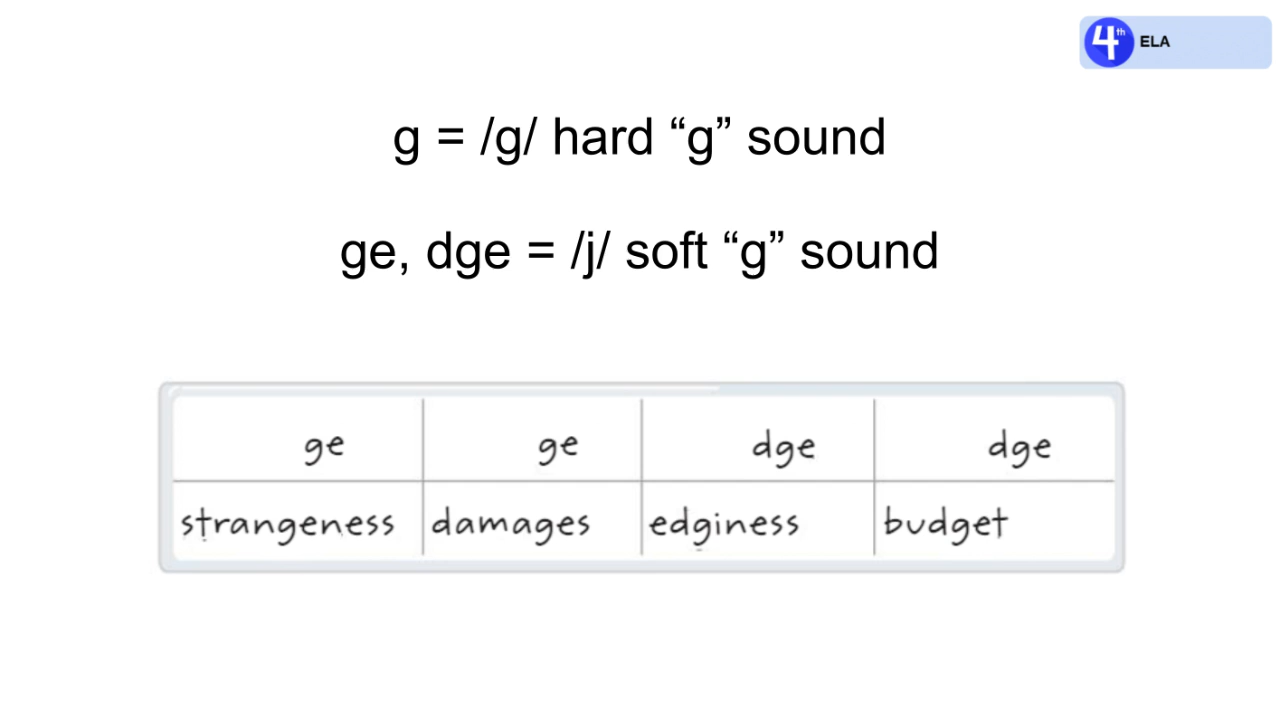 4th ELA
g = /g/ hard “g” sound
ge, dge = /j/ soft “g” sound
ge ge dge dge
strangeness damages edginess budget